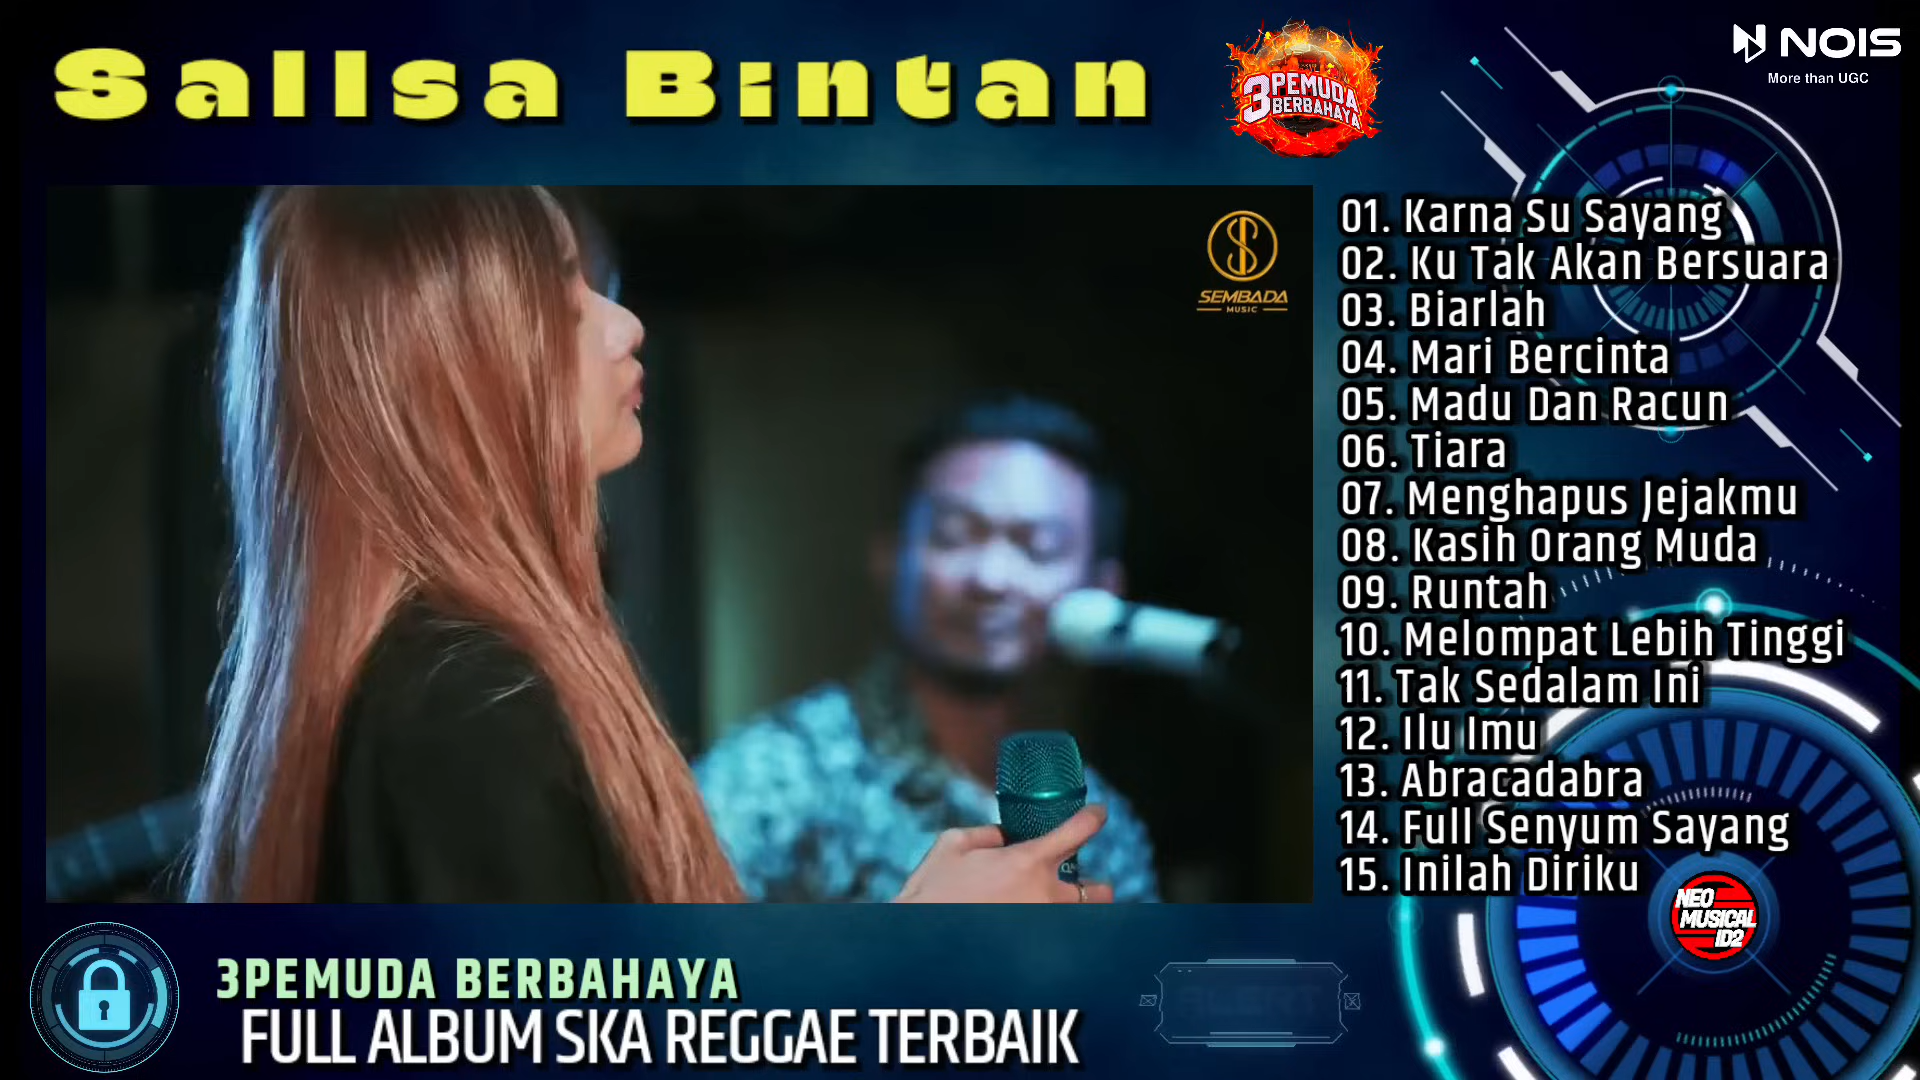 Sallsa Bintan
3PEMUDA
BERBAHAYA
NOIS
More than UGC
SEMBADA
MUSIC
01. Karna Su Sayang
02. Ku Tak Akan Bersuara
03. Biarlah
04. Mari Bercinta
05. Madu Dan Racun
06. Tiara
07. Menghapus Jejakmu
08. Kasih Orang Muda
09. Runtah
10. Melompat Lebih Tinggi
11. Tak Sedalam Ini
12. Ilu Imu
13. Abracadabra
14. Full Senyum Sayang
15. Inilah Diriku
NEO
MUSICAL
ID2
3PEMUDA BERBAHAYA
FULL ALBUM SKA REGGAE TERBAIK
ALERT